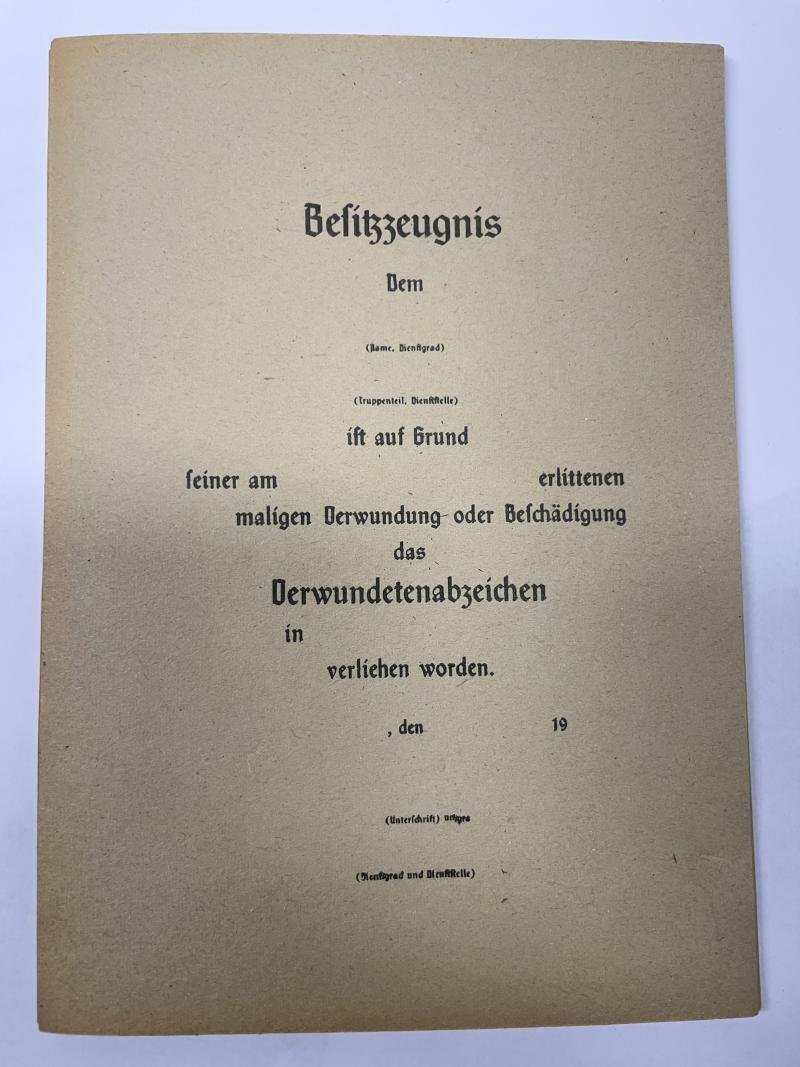 Beſitzzeugnis
Dem
(Name, Dienſtgrad)
(Truppenteil, Dienſtſtelle)
iſt auf Grund
ſeiner am erlittenen
maligen Verwundung oder Beſchädigung
das
Verwundetenabzeichen
in
verliehen worden.
, den 19
(Unterſchrift)
(Dienſtgrad und Dienſtſtelle)